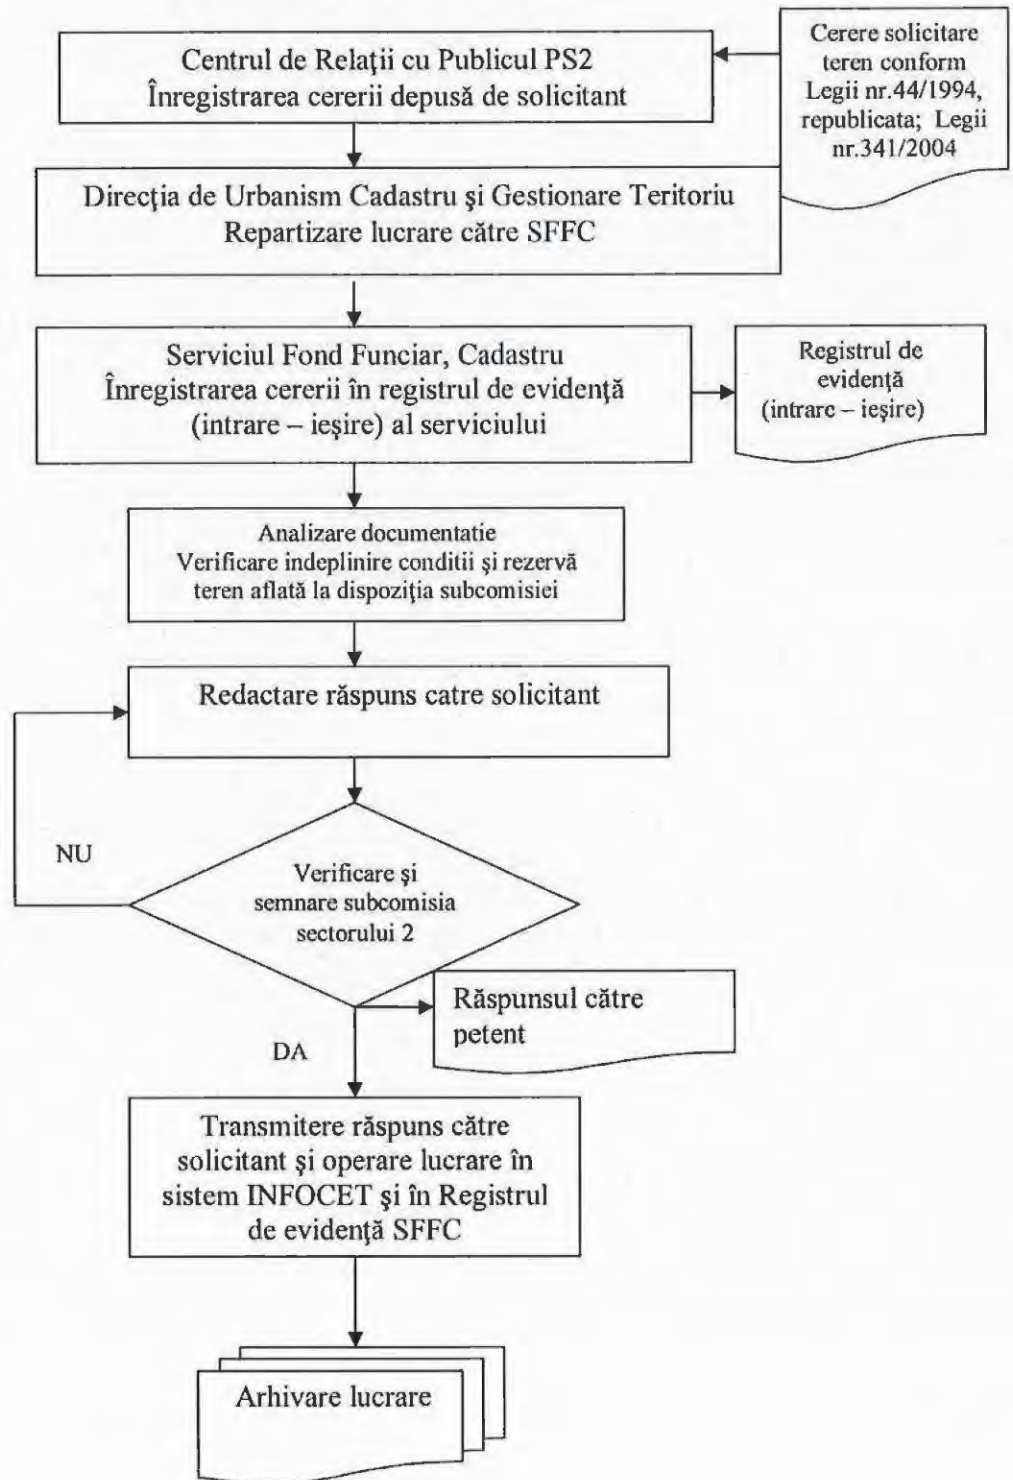 Centrul de Relaţii cu Publicul PS2
Înregistrarea cererii depusă de solicitant
Cerere solicitare
teren conform
Legii nr.44/1994,
republicata; Legii
nr.341/2004
Direcţia de Urbanism Cadastru şi Gestionare Teritoriu
Repartizare lucrare către SFFC
Serviciul Fond Funciar, Cadastru
Înregistrarea cererii în registrul de evidenţă
(intrare – ieşire) al serviciului
Registrul de
evidenţă
(intrare – ieşire)
Analizare documentatie
Verificare indeplinire conditii şi rezervă
teren aflată la dispoziţia subcomisiei
Redactare răspuns catre solicitant
NU
Verificare şi
semnare subcomisia
sectorului 2
Răspunsul către
petent
DA
Transmitere răspuns către
solicitant şi operare lucrare în
sistem INFOCET şi în Registrul
de evidenţă SFFC
Arhivare lucrare